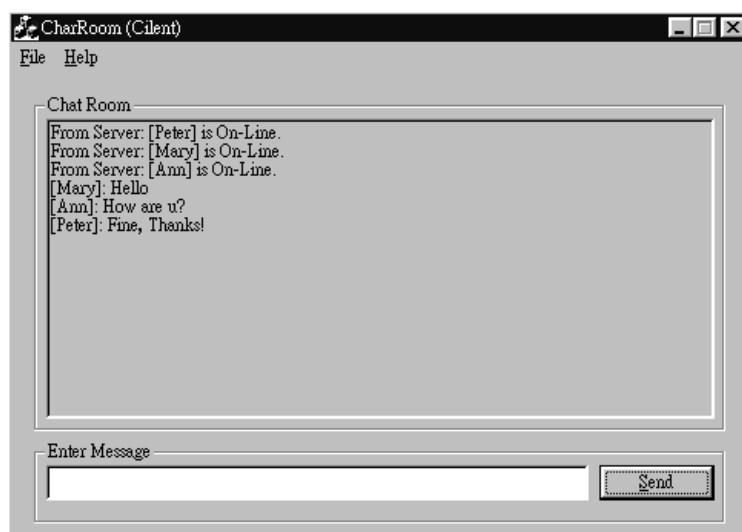 CharRoom (Cilent)
File Help
Chat Room
From Server: [Peter] is On-Line.
From Server: [Mary] is On-Line.
From Server: [Ann] is On-Line.
[Mary]: Hello
[Ann]: How are u?
[Peter]: Fine, Thanks!
Enter Message
Send